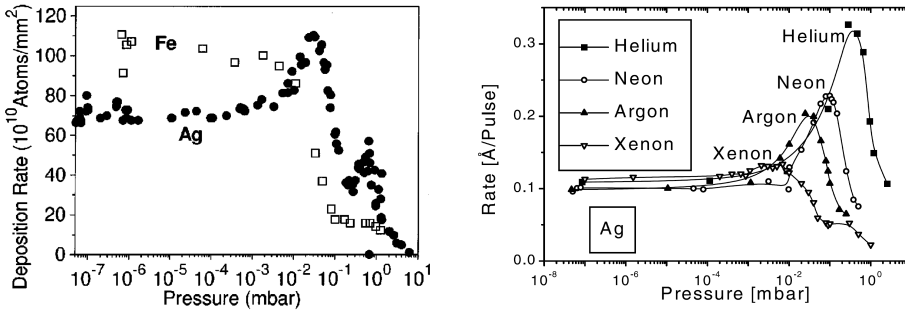 Deposition Rate (10^10 Atoms/mm^2)
120
100
80
60
40
20
0
Fe
Ag
5x10^-7 10^-6 10^-5 10^-4 10^-3 10^-2 10^-1 10^0 10^1
Pressure (mbar)
Rate [Å/Pulse]
0.3
0.2
0.1
0.0
Helium
Neon
Argon
Xenon
Helium
Neon
Argon
Xenon
Ag
10^-8 10^-6 10^-4 10^-2 10^0
Pressure [mbar]